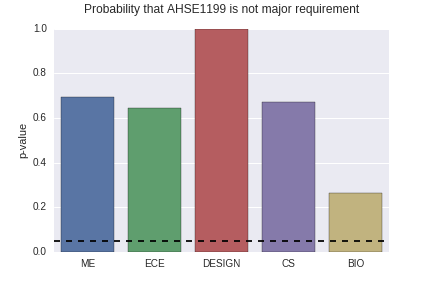 Probability that AHSE1199 is not major requirement
1.0
0.8
0.6
0.4
0.2
0.0
p-value
ME ECE DESIGN CS BIO